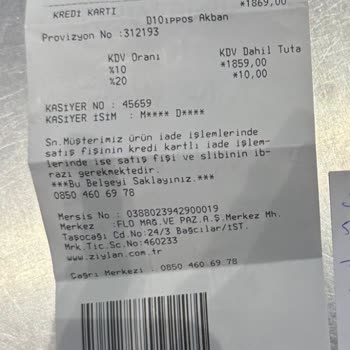 *1869,00
KREDİ KARTI
D10ippos Akban
Provizyon No :312193
KDV Oranı KDV Dahil Tuta
%10 *1859,00
%20 *10,00
KASİYER NO : 45659
KASİYER İSİM : M**** D****
Sn.Müşterimiz ürün iade işlemlerinde
satış fişinin kredi kartlı iade işlem-
lerinde ise satış fişi ve slibinin ib-
razı gerekmektedir.
***Bu Belgeyi Saklayınız.***
0850 460 69 78
Mersis No : 0388023942900019
Merkez :FLO MAĞ.VE PAZ.A.Ş.Merkez Mh.
Taşocağı Cd.No:24/3 Bağcılar/İST.
Mrk.Tic.Sc.No:460233
www.ziylan.com.tr
Çağrı Merkezi : 0850 460 69 78